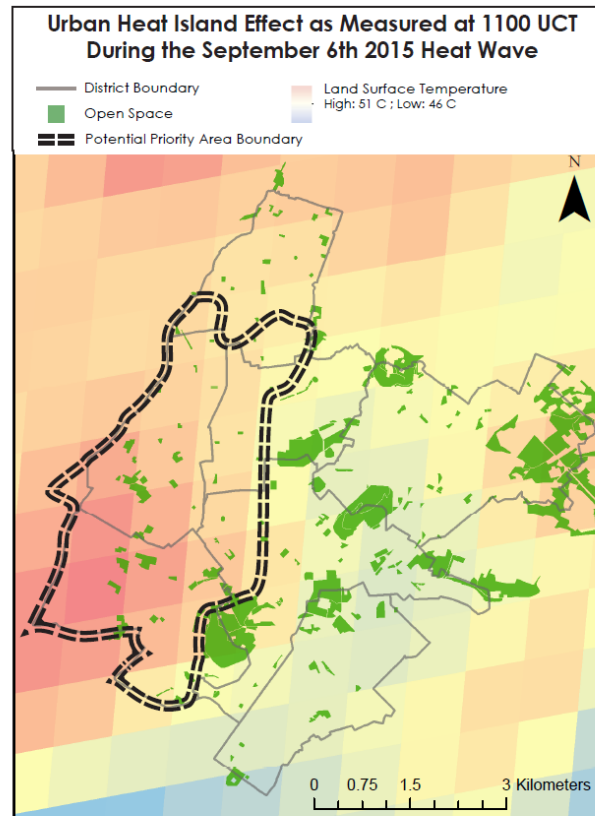 Urban Heat Island Effect as Measured at 1100 UCT
During the September 6th 2015 Heat Wave
District Boundary
Open Space
Potential Priority Area Boundary
Land Surface Temperature
High: 51 C ; Low: 46 C
N
0 0.75 1.5 3 Kilometers